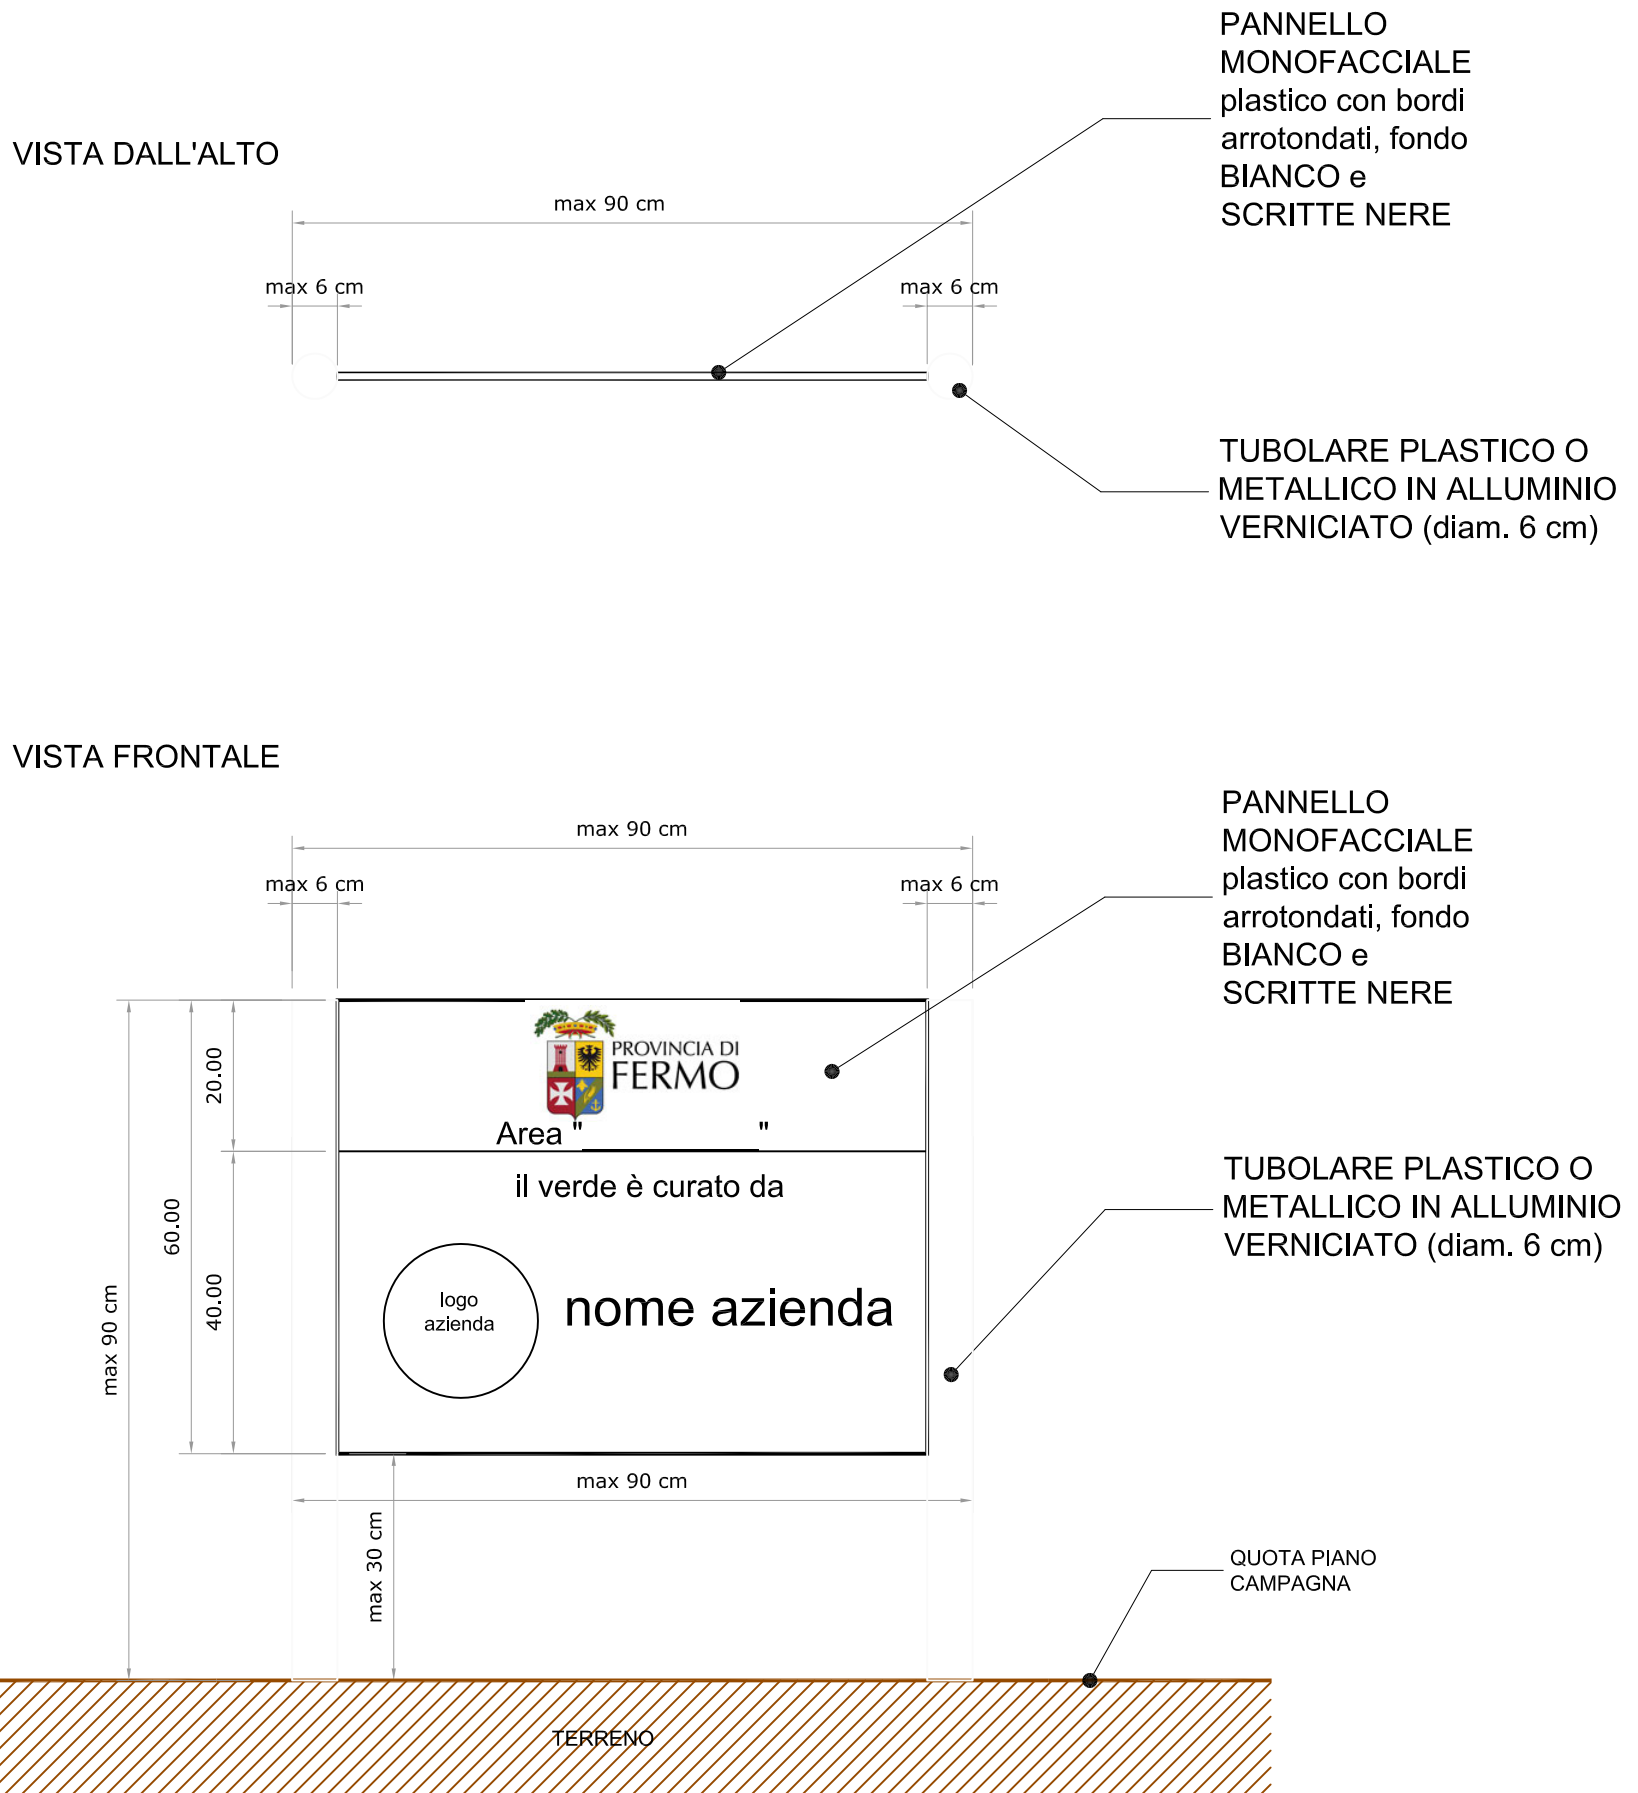 PANNELLO
MONOFACCIALE
plastico con bordi
arrotondati, fondo
BIANCO e
SCRITTE NERE
VISTA DALL'ALTO
max 90 cm
max 6 cm
max 6 cm
TUBOLARE PLASTICO O
METALLICO IN ALLUMINIO
VERNICIATO (diam. 6 cm)
VISTA FRONTALE
max 90 cm
max 6 cm
max 6 cm
PANNELLO
MONOFACCIALE
plastico con bordi
arrotondati, fondo
BIANCO e
SCRITTE NERE
20.00
60.00
40.00
max 90 cm
PROVINCIA DI
FERMO
Area "__________"
il verde è curato da
logo
azienda
nome azienda
TUBOLARE PLASTICO O
METALLICO IN ALLUMINIO
VERNICIATO (diam. 6 cm)
max 90 cm
max 30 cm
QUOTA PIANO
CAMPAGNA
TERRENO